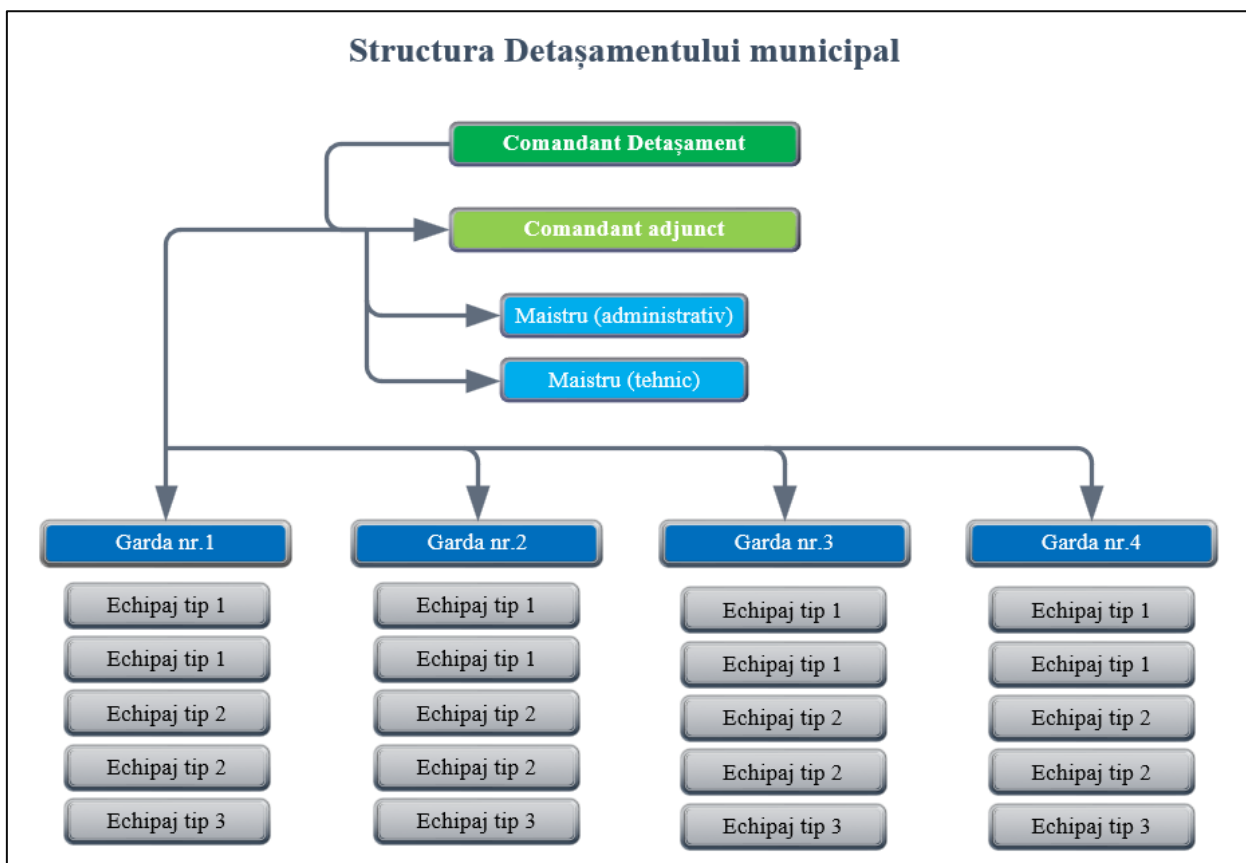 Structura Detașamentului municipal
Comandant Detașament
Comandant adjunct
Maistru (administrativ)
Maistru (tehnic)
Garda nr.1
Garda nr.2
Garda nr.3
Garda nr.4
Echipaj tip 1
Echipaj tip 1
Echipaj tip 1
Echipaj tip 1
Echipaj tip 1
Echipaj tip 1
Echipaj tip 1
Echipaj tip 1
Echipaj tip 2
Echipaj tip 2
Echipaj tip 2
Echipaj tip 2
Echipaj tip 2
Echipaj tip 2
Echipaj tip 2
Echipaj tip 2
Echipaj tip 3
Echipaj tip 3
Echipaj tip 3
Echipaj tip 3